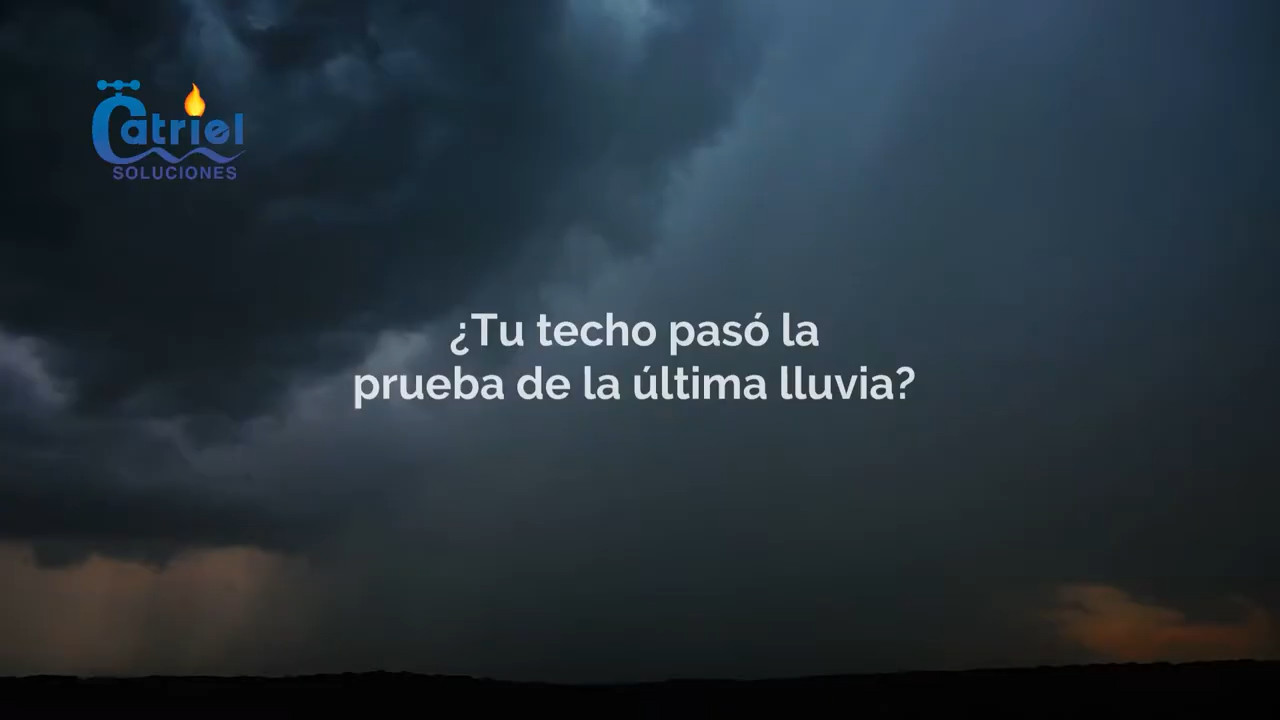 Catriel
SOLUCIONES
¿Tu techo pasó la
prueba de la última lluvia?